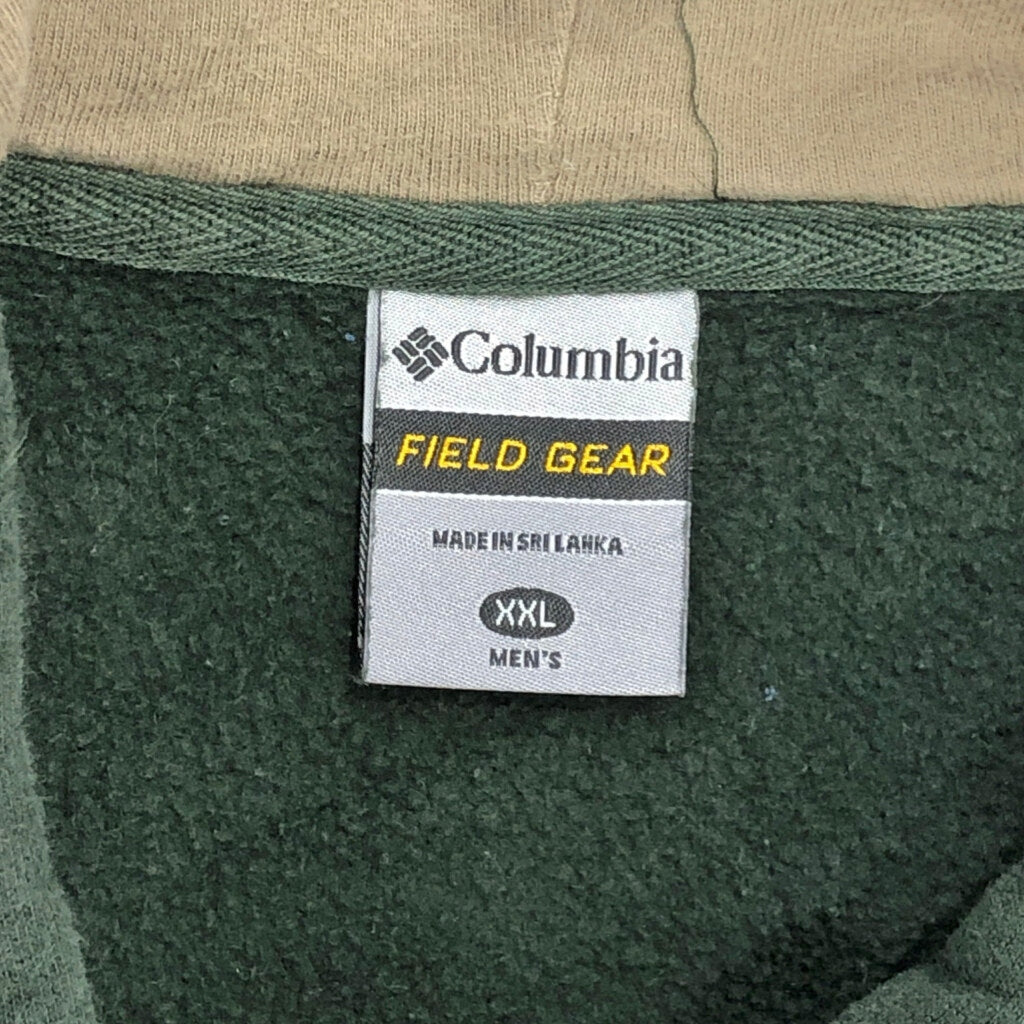 Columbia
FIELD GEAR
MADE IN SRI LANKA
XXL
MEN'S